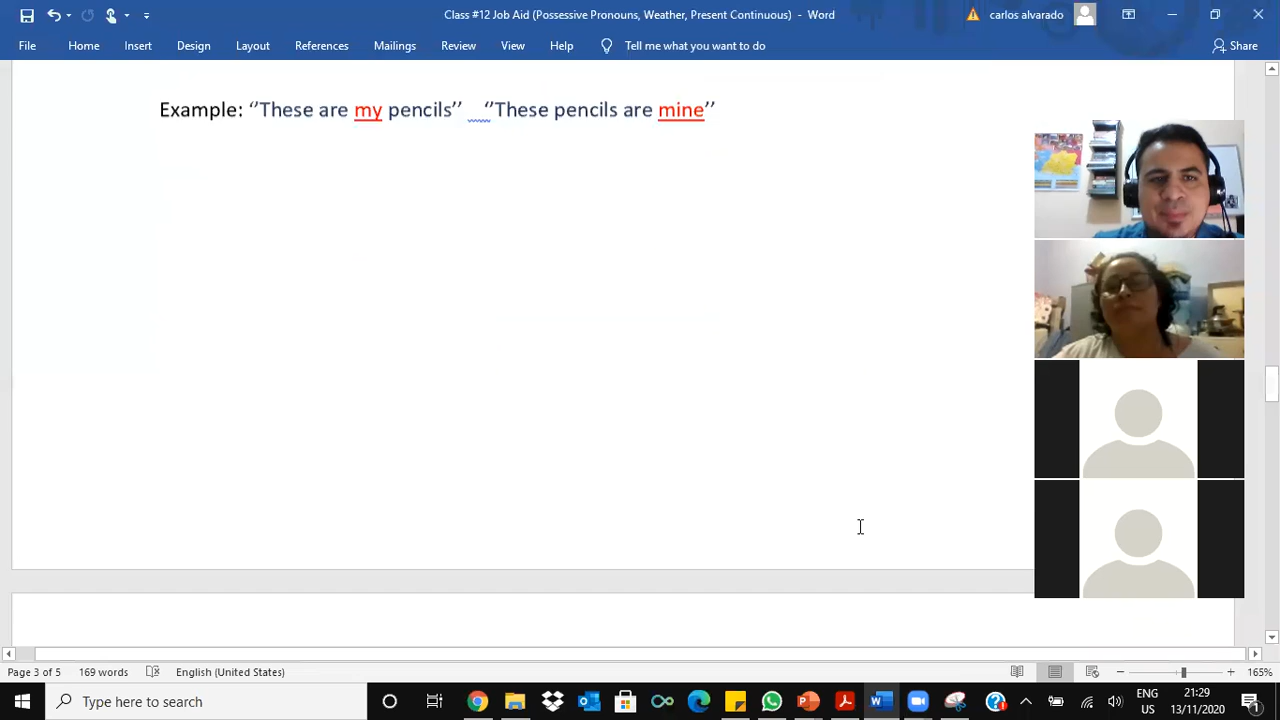 Class #12 Job Aid (Possessive Pronouns, Weather, Present Continuous) - Word
carlos alvarado
File Home Insert Design Layout References Mailings Review View Help Tell me what you want to do Share
Example: ‘’These are my pencils’’ ‘’These pencils are mine’’
Page 3 of 5 169 words English (United States) 165%
Type here to search
ENG 21:29
US 13/11/2020
1